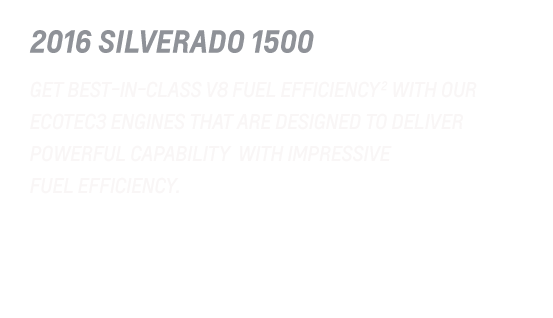 2016 SILVERADO 1500
GET BEST-IN-CLASS V8 FUEL EFFICIENCY² WITH OUR
ECOTEC3 ENGINES THAT ARE DESIGNED TO DELIVER
POWERFUL CAPABILITY WITH IMPRESSIVE
FUEL EFFICIENCY.